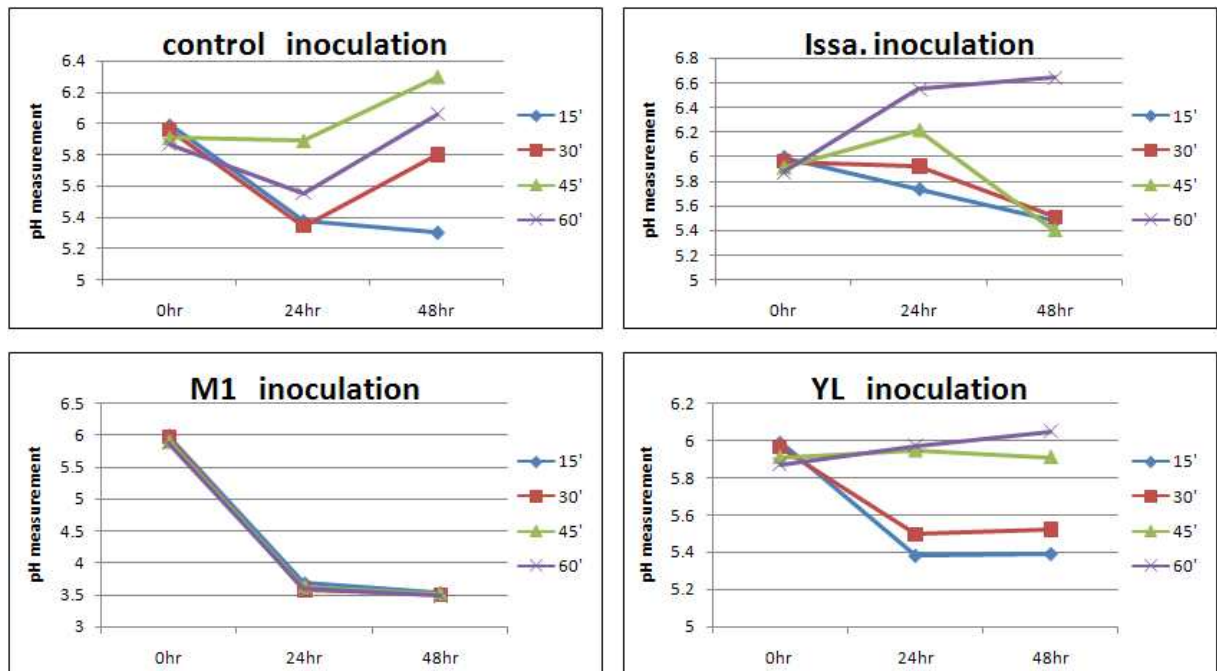 control inoculation
pH measurement
6.4
6.2
6
5.8
5.6
5.4
5.2
5
0hr
24hr
48hr
15'
30'
45'
60'
Issa. inoculation
pH measurement
6.8
6.6
6.4
6.2
6
5.8
5.6
5.4
5.2
5
0hr
24hr
48hr
15'
30'
45'
60'
M1 inoculation
pH measurement
6.5
6
5.5
5
4.5
4
3.5
3
0hr
24hr
48hr
15'
30'
45'
60'
YL inoculation
pH measurement
6.2
6
5.8
5.6
5.4
5.2
5
0hr
24hr
48hr
15'
30'
45'
60'